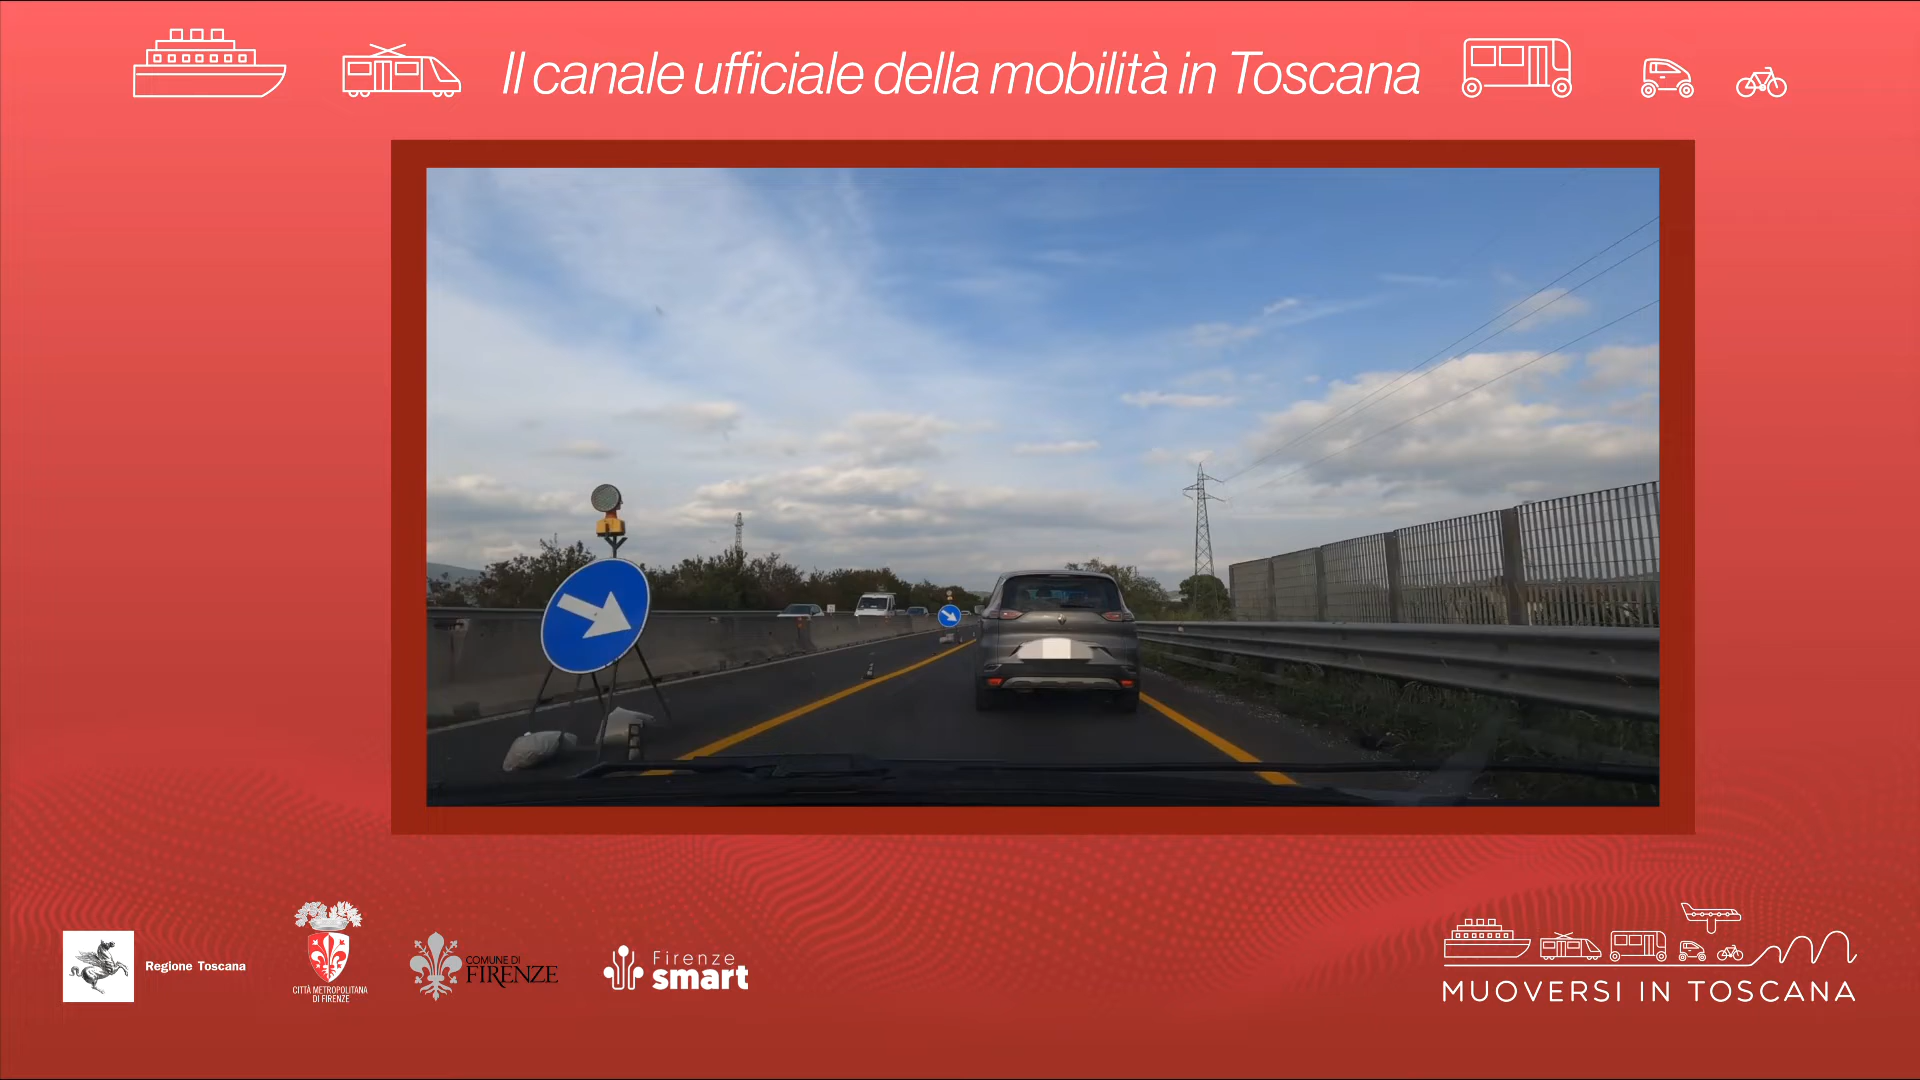 Il canale ufficiale della mobilità in Toscana
Regione Toscana
CITTÀ METROPOLITANA
DI FIRENZE
COMUNE DI
FIRENZE
Firenze
smart
MUOVERSI IN TOSCANA